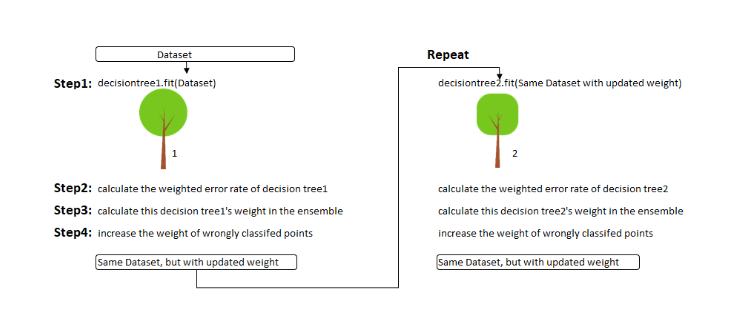 Dataset
Step1: decisiontree1.fit(Dataset)
1
Step2: calculate the weighted error rate of decision tree1
Step3: calculate this decision tree1's weight in the ensemble
Step4: increase the weight of wrongly classifed points
Same Dataset, but with updated weight
Repeat
decisiontree2.fit(Same Dataset with updated weight)
2
calculate the weighted error rate of decision tree2
calculate this decision tree2's weight in the ensemble
increase the weight of wrongly classifed points
Same Dataset, but with updated weight